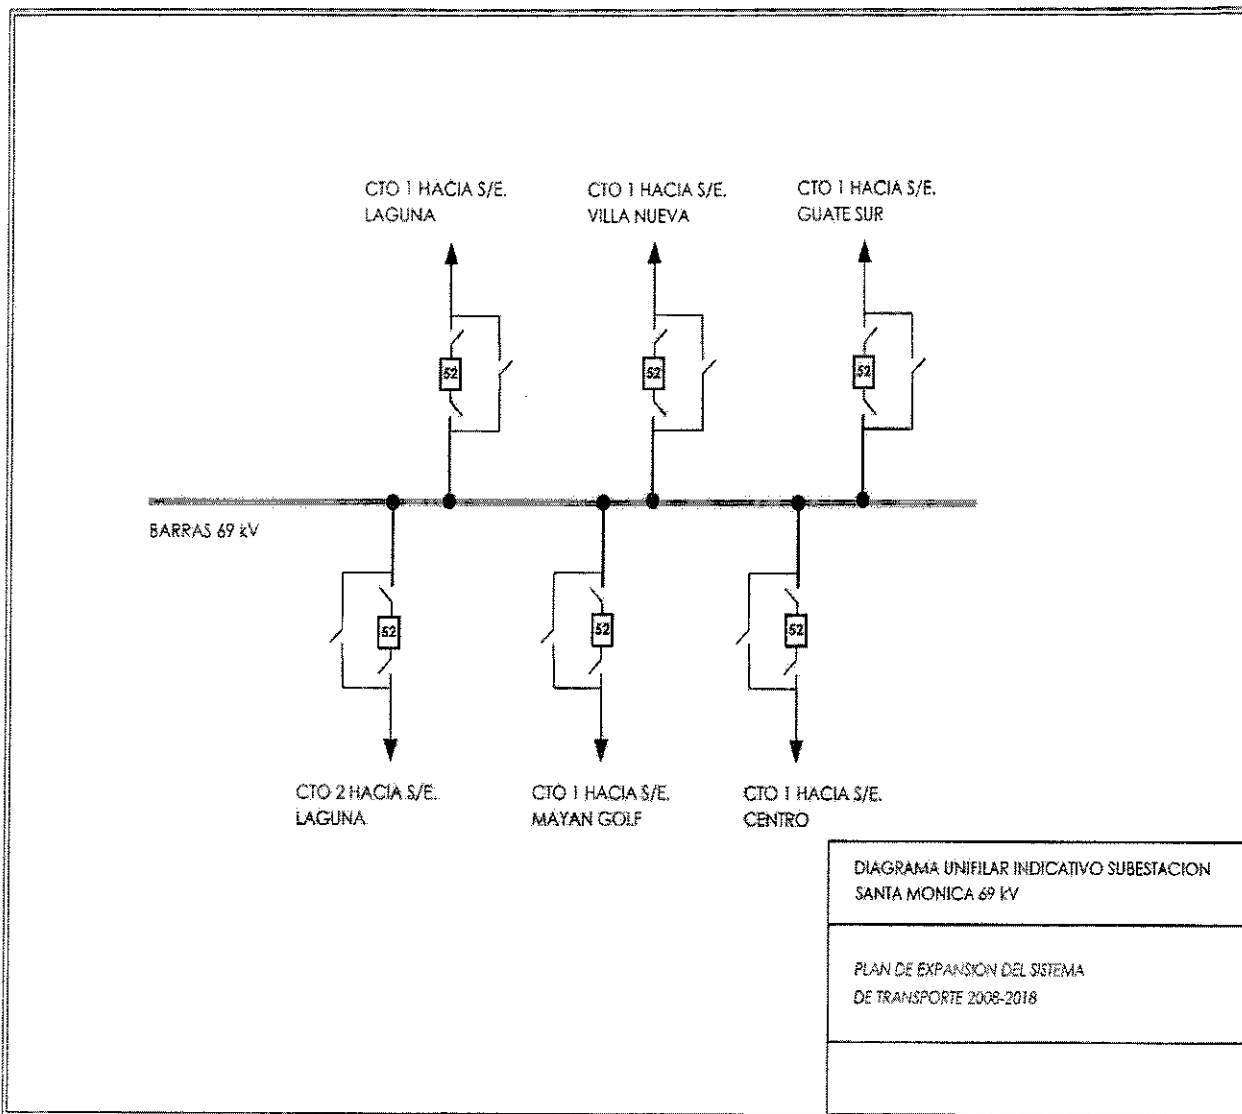 CTO 1 HACIA S/E.
LAGUNA
CTO 1 HACIA S/E.
VILLA NUEVA
CTO 1 HACIA S/E.
GUATE SUR
52
52
52
BARRAS 69 kV
52
52
52
CTO 2 HACIA S/E.
LAGUNA
CTO 1 HACIA S/E.
MAYAN GOLF
CTO 1 HACIA S/E.
CENTRO
DIAGRAMA UNIFILAR INDICATIVO SUBESTACION
SANTA MONICA 69 kV
PLAN DE EXPANSIÓN DEL SISTEMA
DE TRANSPORTE 2008-2018